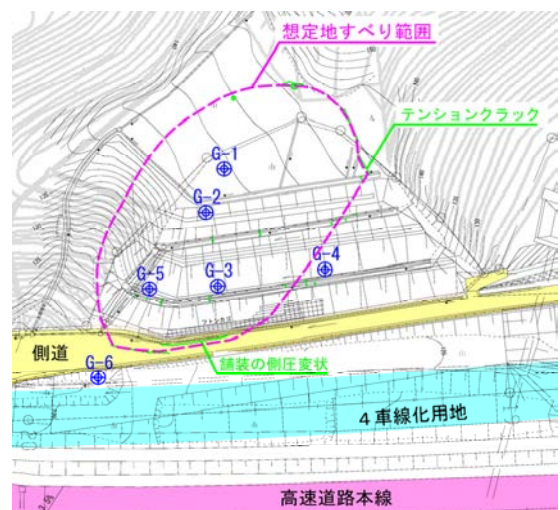 想定地すべり範囲
テンションクラック
G-1
G-2
G-4
G-5
G-3
側道
舗装の側圧変状
G-6
4車線化用地
高速道路本線